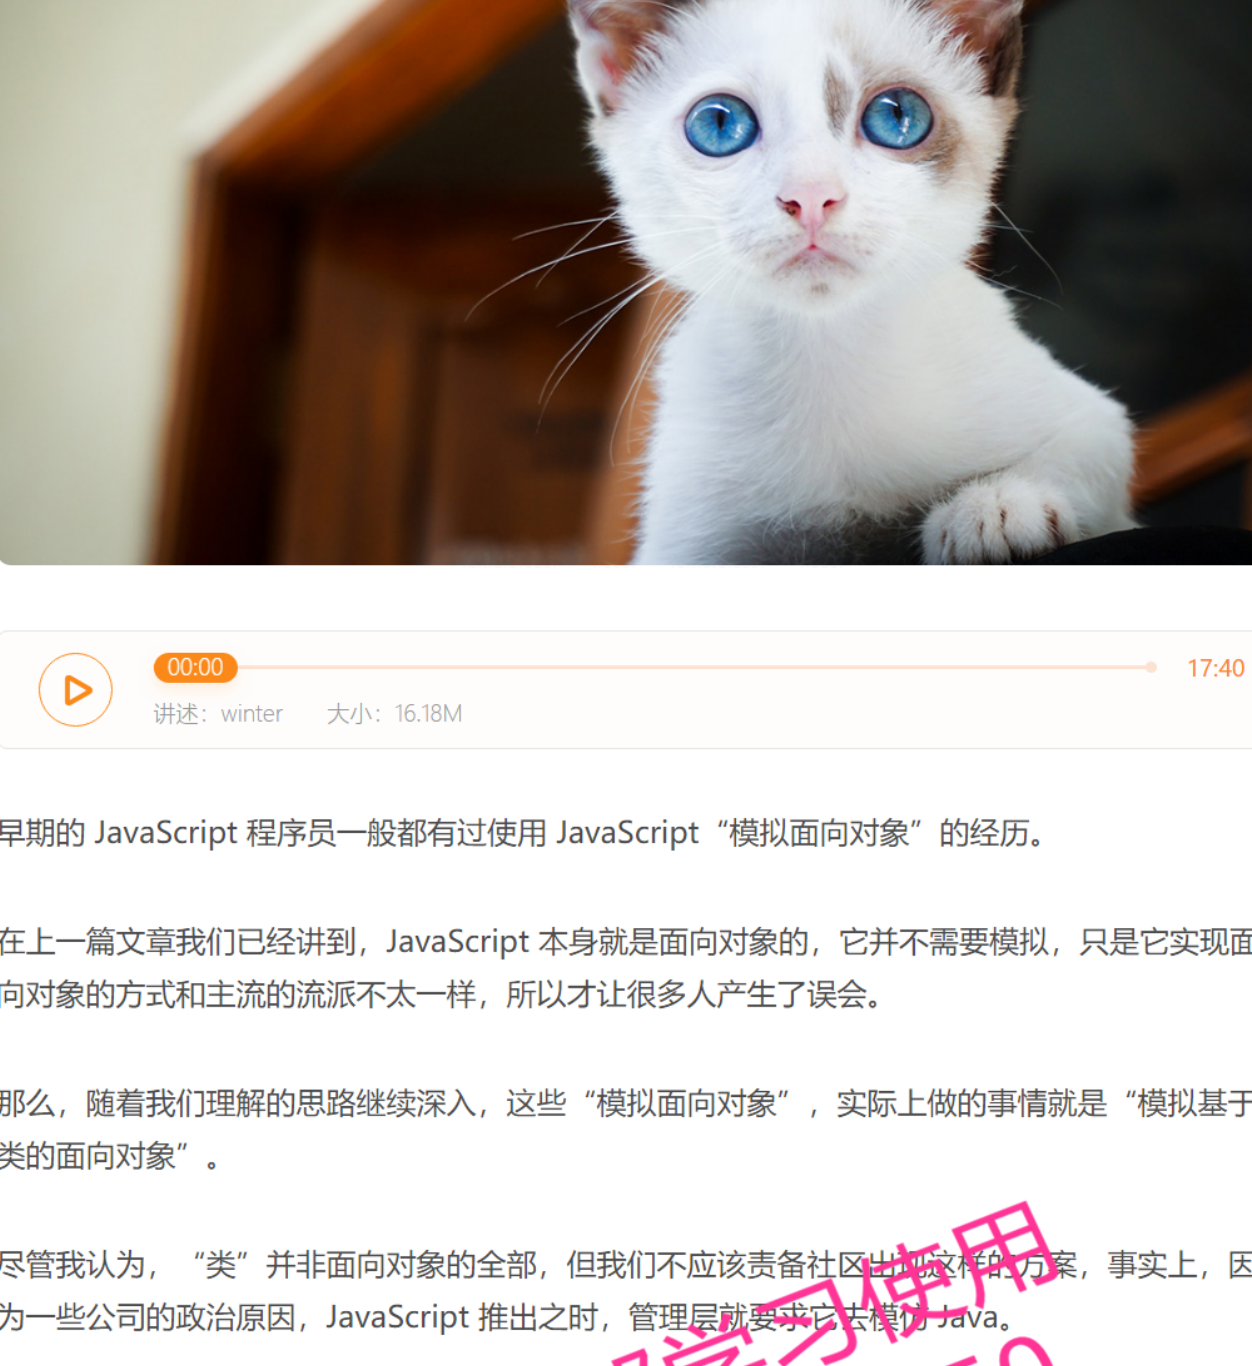 00:00
17:40
讲述：winter 大小：16.18M
早期的 JavaScript 程序员一般都有过使用 JavaScript“模拟面向对象”的经历。
在上一篇文章我们已经讲到，JavaScript 本身就是面向对象的，它并不需要模拟，只是它实现面
向对象的方式和主流的流派不太一样，所以才让很多人产生了误会。
那么，随着我们理解的思路继续深入，这些“模拟面向对象”，实际上做的事情就是“模拟基于
类的面向对象”。
尽管我认为，“类”并非面向对象的全部，但我们不应该责备社区出现这样的方案，事实上，因
为一些公司的政治原因，JavaScript 推出之时，管理层就要求它去模仿 Java。
学习使用